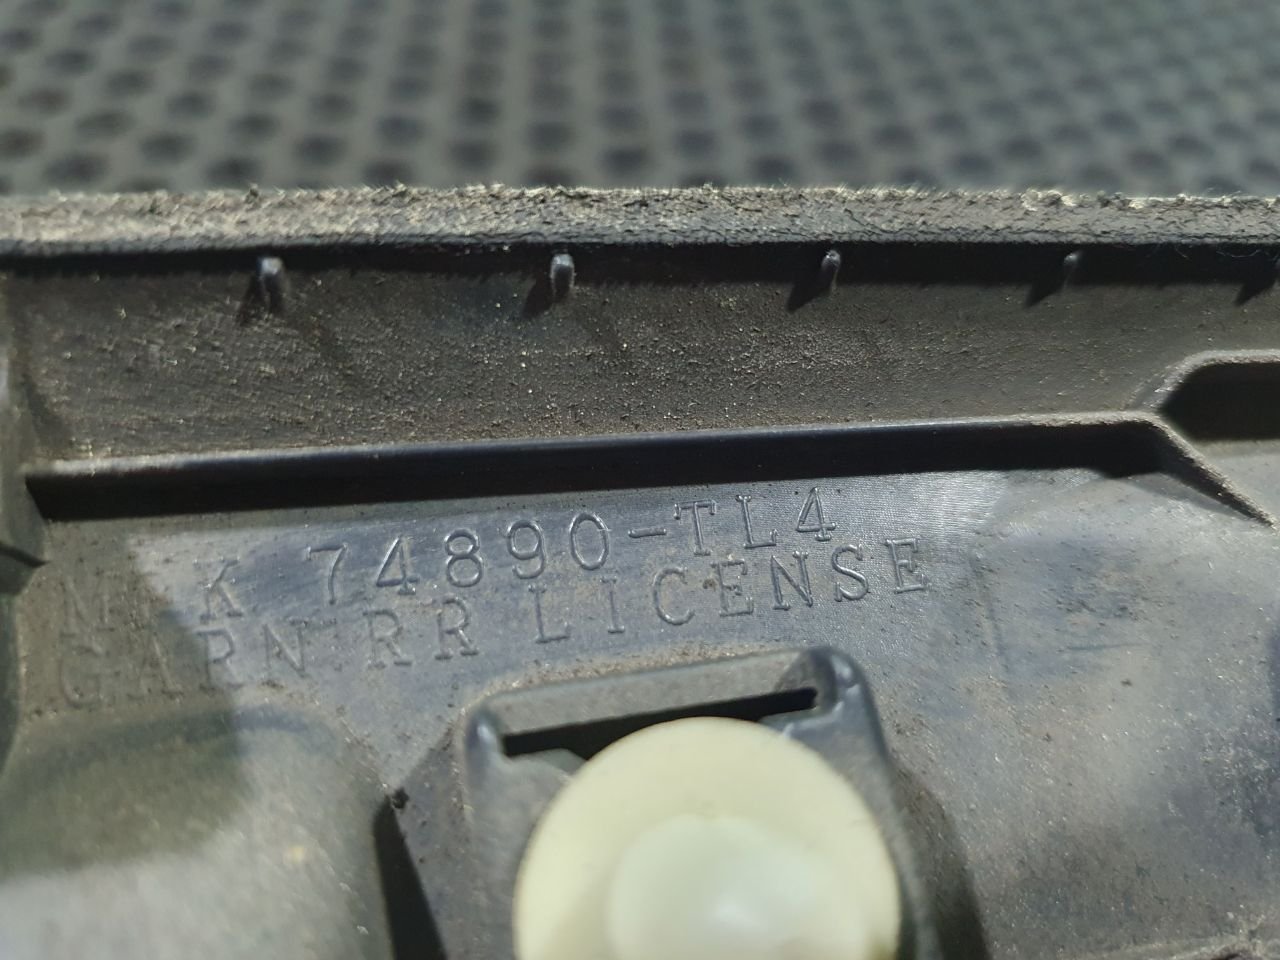 K 74890-TL4
GARN RR LICENSE